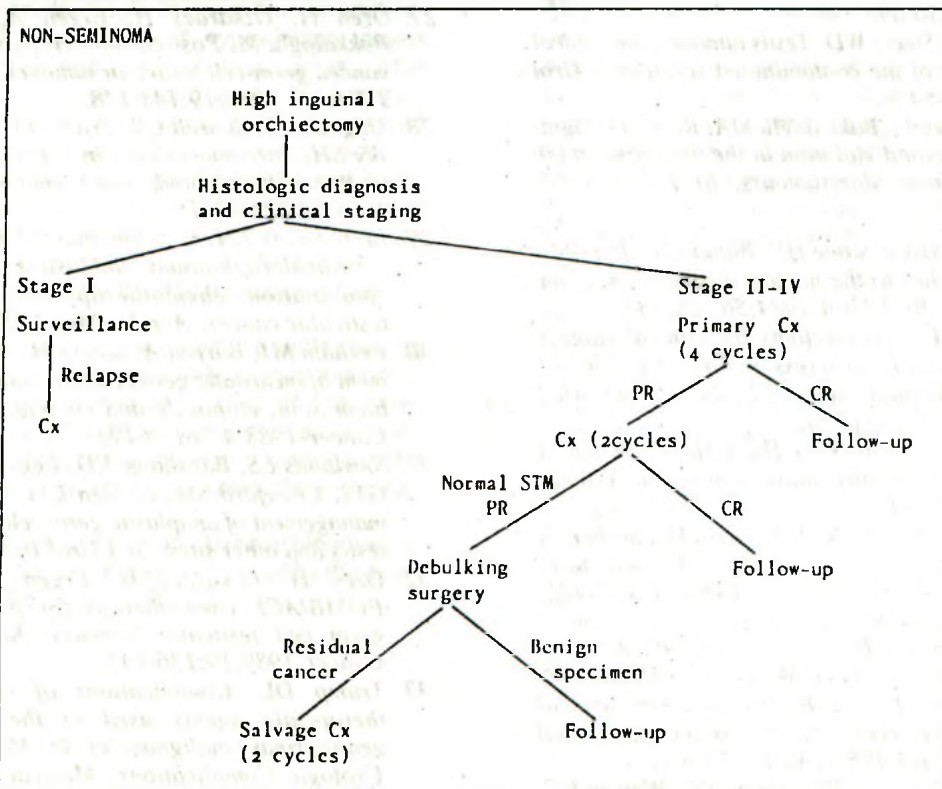 NON-SEMINOMA
High inguinal
orchiectomy
Histologic diagnosis
and clinical staging
Stage I
Surveillance
Relapse
Cx
Stage II-IV
Primary Cx
(4 cycles)
PR
CR
Cx (2cycles)
Follow-up
Normal STM
PR
CR
Debulking
surgery
Follow-up
Residual
cancer
Benign
specimen
Salvage Cx
(2 cycles)
Follow-up